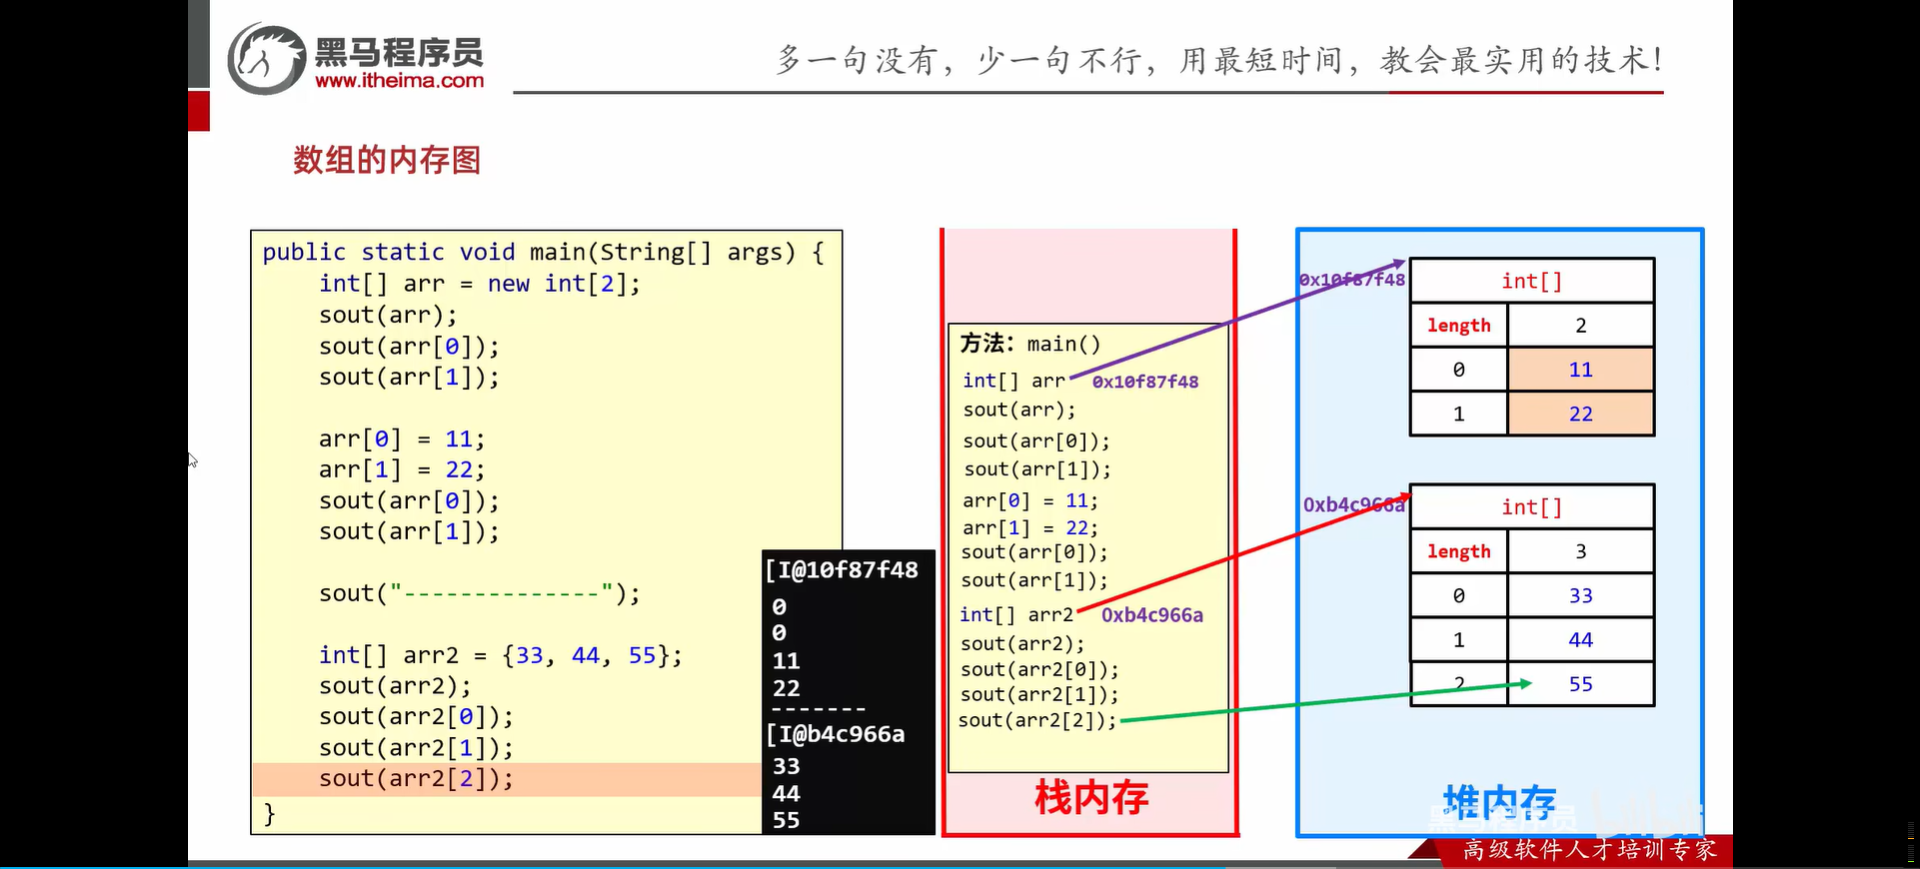 黑马程序员
www.itheima.com
多一句没有，少一句不行，用最短时间，教会最实用的技术！
数组的内存图
public static void main(String[] args) {
int[] arr = new int[2];
sout(arr);
sout(arr[0]);
sout(arr[1]);
arr[0] = 11;
arr[1] = 22;
sout(arr[0]);
sout(arr[1]);
sout("--------------");
int[] arr2 = {33, 44, 55};
sout(arr2);
sout(arr2[0]);
sout(arr2[1]);
sout(arr2[2]);
}
[I@10f87f48
0
0
11
22
-------
[I@b4c966a
33
44
55
方法：main()
int[] arr 0x10f87f48
sout(arr);
sout(arr[0]);
sout(arr[1]);
arr[0] = 11;
arr[1] = 22;
sout(arr[0]);
sout(arr[1]);
int[] arr2 0xb4c966a
sout(arr2);
sout(arr2[0]);
sout(arr2[1]);
sout(arr2[2]);
栈内存
0x10f87f48
int[]
length 2
0 11
1 22
0xb4c966a
int[]
length 3
0 33
1 44
2 55
堆内存
黑马程序员 bilibili
高级软件人才培训专家